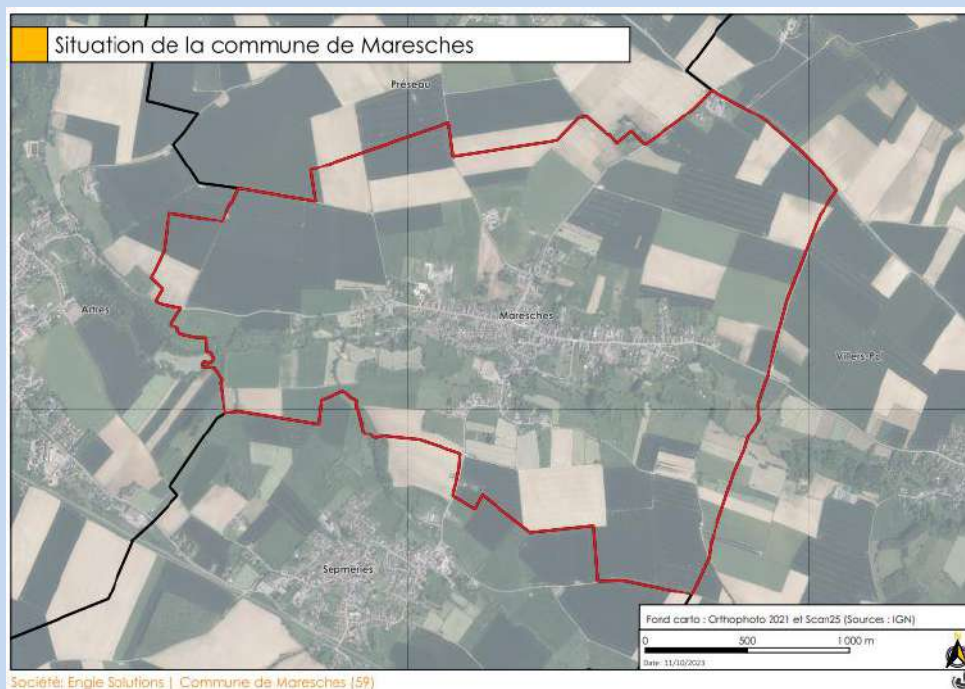 Situation de la commune de Maresches
Préseau
Artres
Maresches
Villers-Pol
Sepmeries
Fond carto : Orthophoto 2021 et Scan25 (Sources : IGN)
0 500 1 000 m
Date: 11/10/2023
N
Société: Engie Solutions | Commune de Maresches (59)